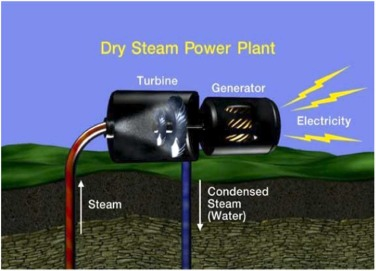 Dry Steam Power Plant
Turbine
Generator
Electricity
Steam
Condensed
Steam
(Water)